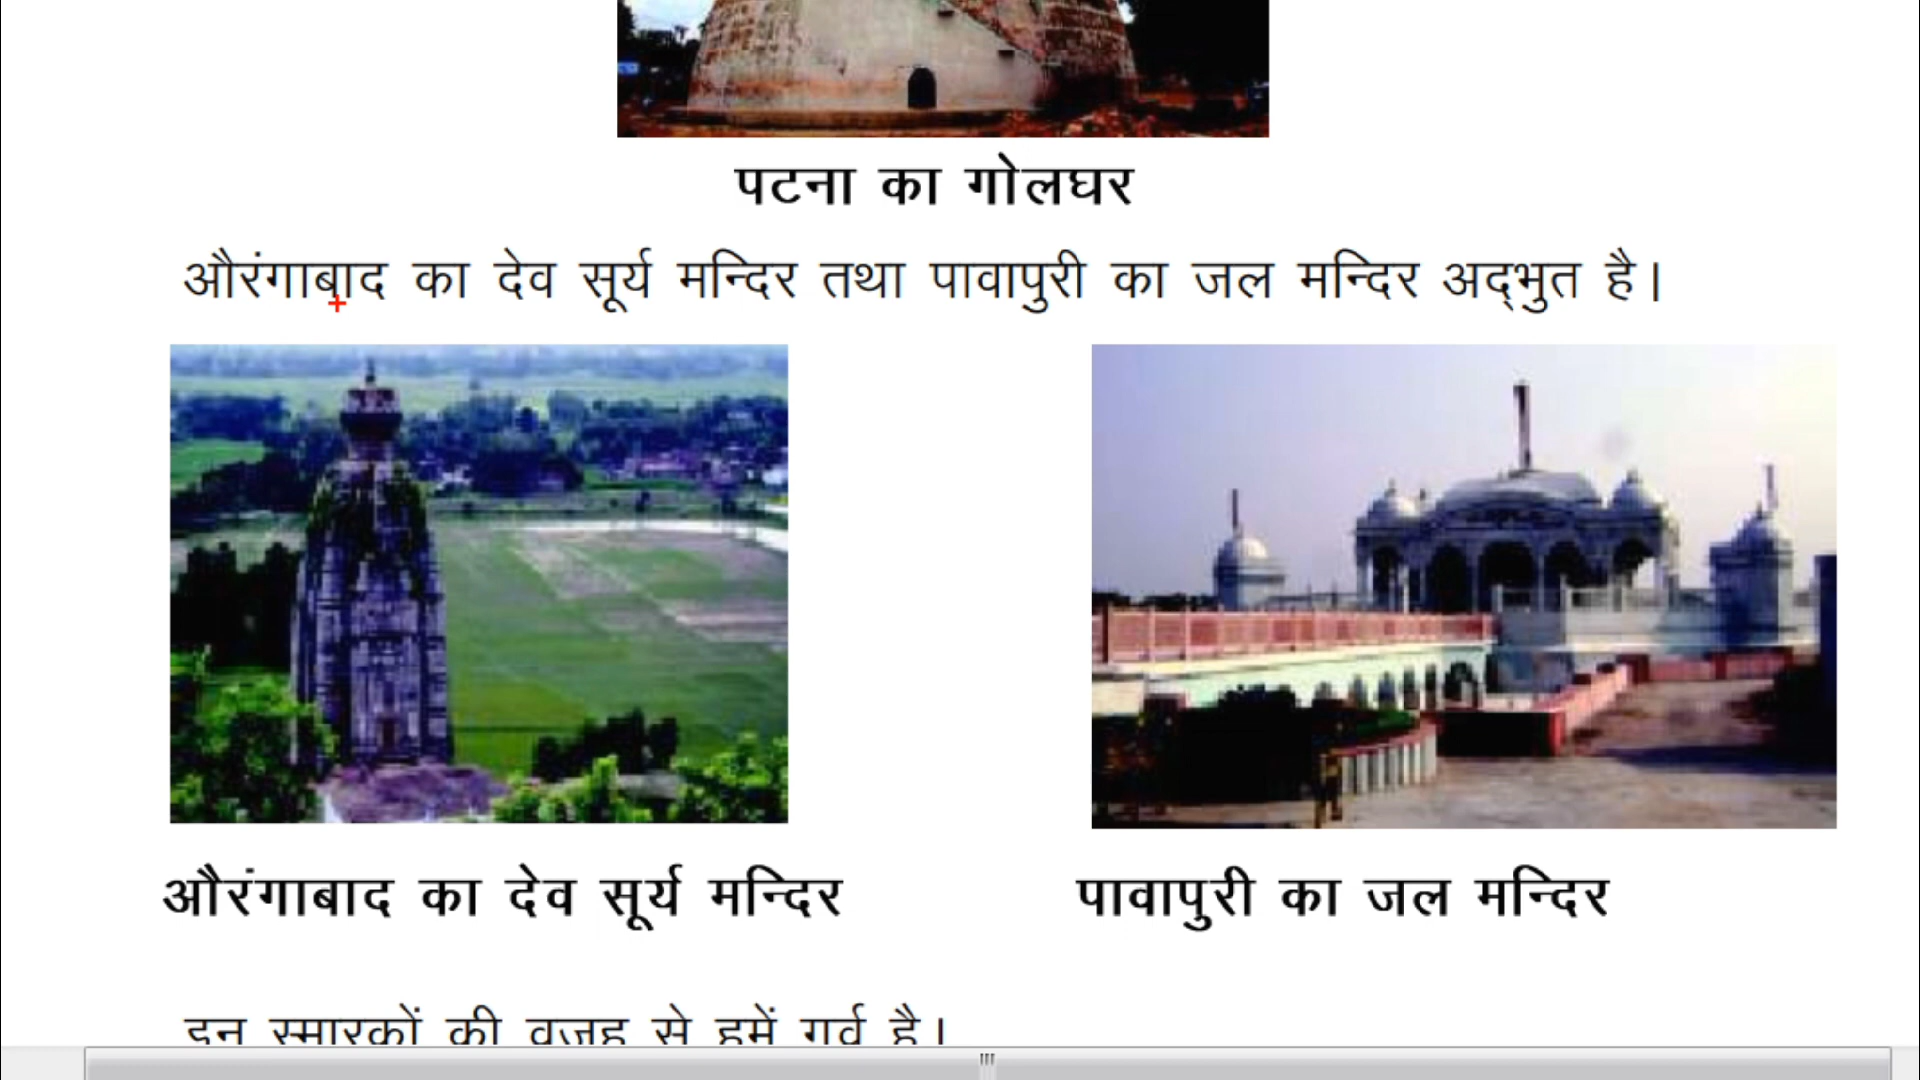 पटना का गोलघर
औरंगाबाद का देव सूर्य मन्दिर तथा पावापुरी का जल मन्दिर अद्भुत है।
औरंगाबाद का देव सूर्य मन्दिर
पावापुरी का जल मन्दिर
इन स्मारकों की वजह से हमें गर्व है।